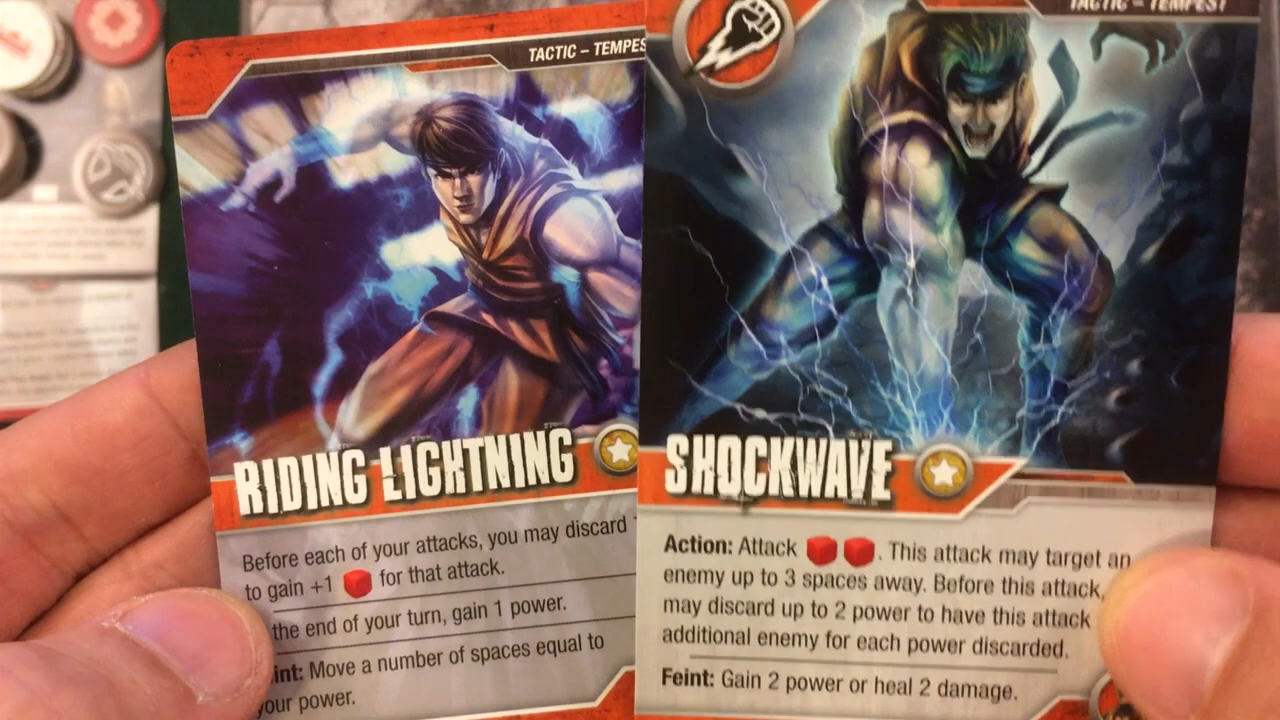 TACTIC – TEMPES
RIDING LIGHTNING
Before each of your attacks, you may discard
to gain +1 for that attack.
the end of your turn, gain 1 power.
int: Move a number of spaces equal to
your power.
TACTIC – TEMPEST
SHOCKWAVE
Action: Attack . This attack may target an
enemy up to 3 spaces away. Before this attack,
may discard up to 2 power to have this attack
additional enemy for each power discarded.
Feint: Gain 2 power or heal 2 damage.